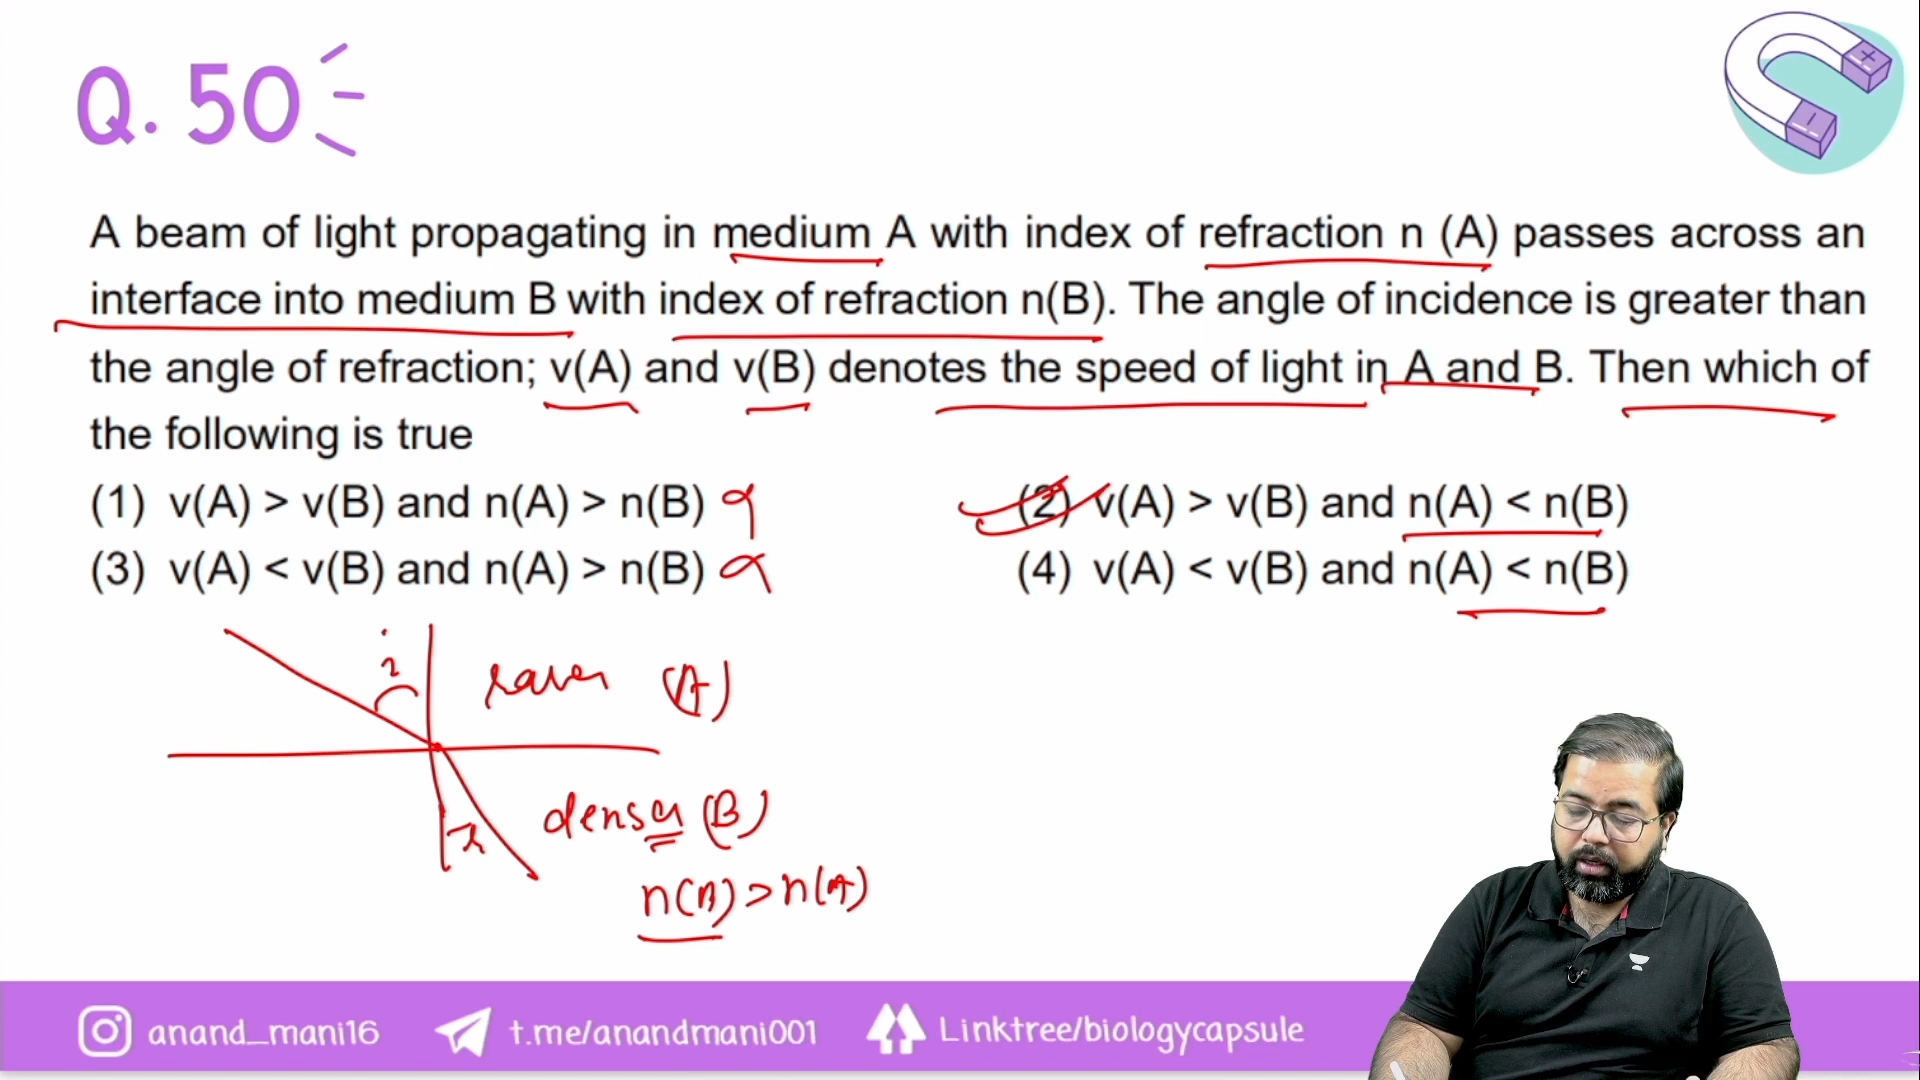 Q. 50
A beam of light propagating in medium A with index of refraction n (A) passes across an
interface into medium B with index of refraction n(B). The angle of incidence is greater than
the angle of refraction; v(A) and v(B) denotes the speed of light in A and B. Then which of
the following is true
(1) v(A) > v(B) and n(A) > n(B)
(2) v(A) > v(B) and n(A) < n(B)
(3) v(A) < v(B) and n(A) > n(B)
(4) v(A) < v(B) and n(A) < n(B)
i
rarer (A)
r
denser (B)
n(B) > n(A)
anand_mani16
t.me/anandmani001
Linktree/biologycapsule